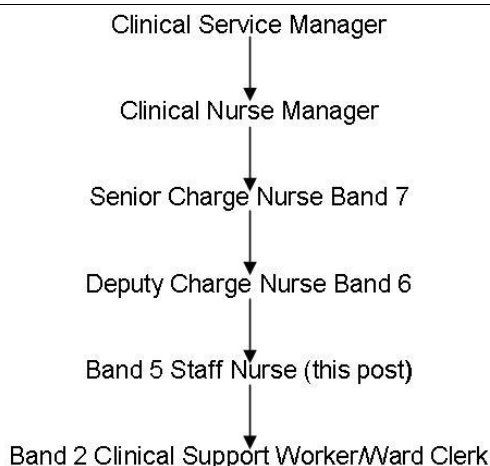 Clinical Service Manager
Clinical Nurse Manager
Senior Charge Nurse Band 7
Deputy Charge Nurse Band 6
Band 5 Staff Nurse (this post)
Band 2 Clinical Support Worker/Ward Clerk